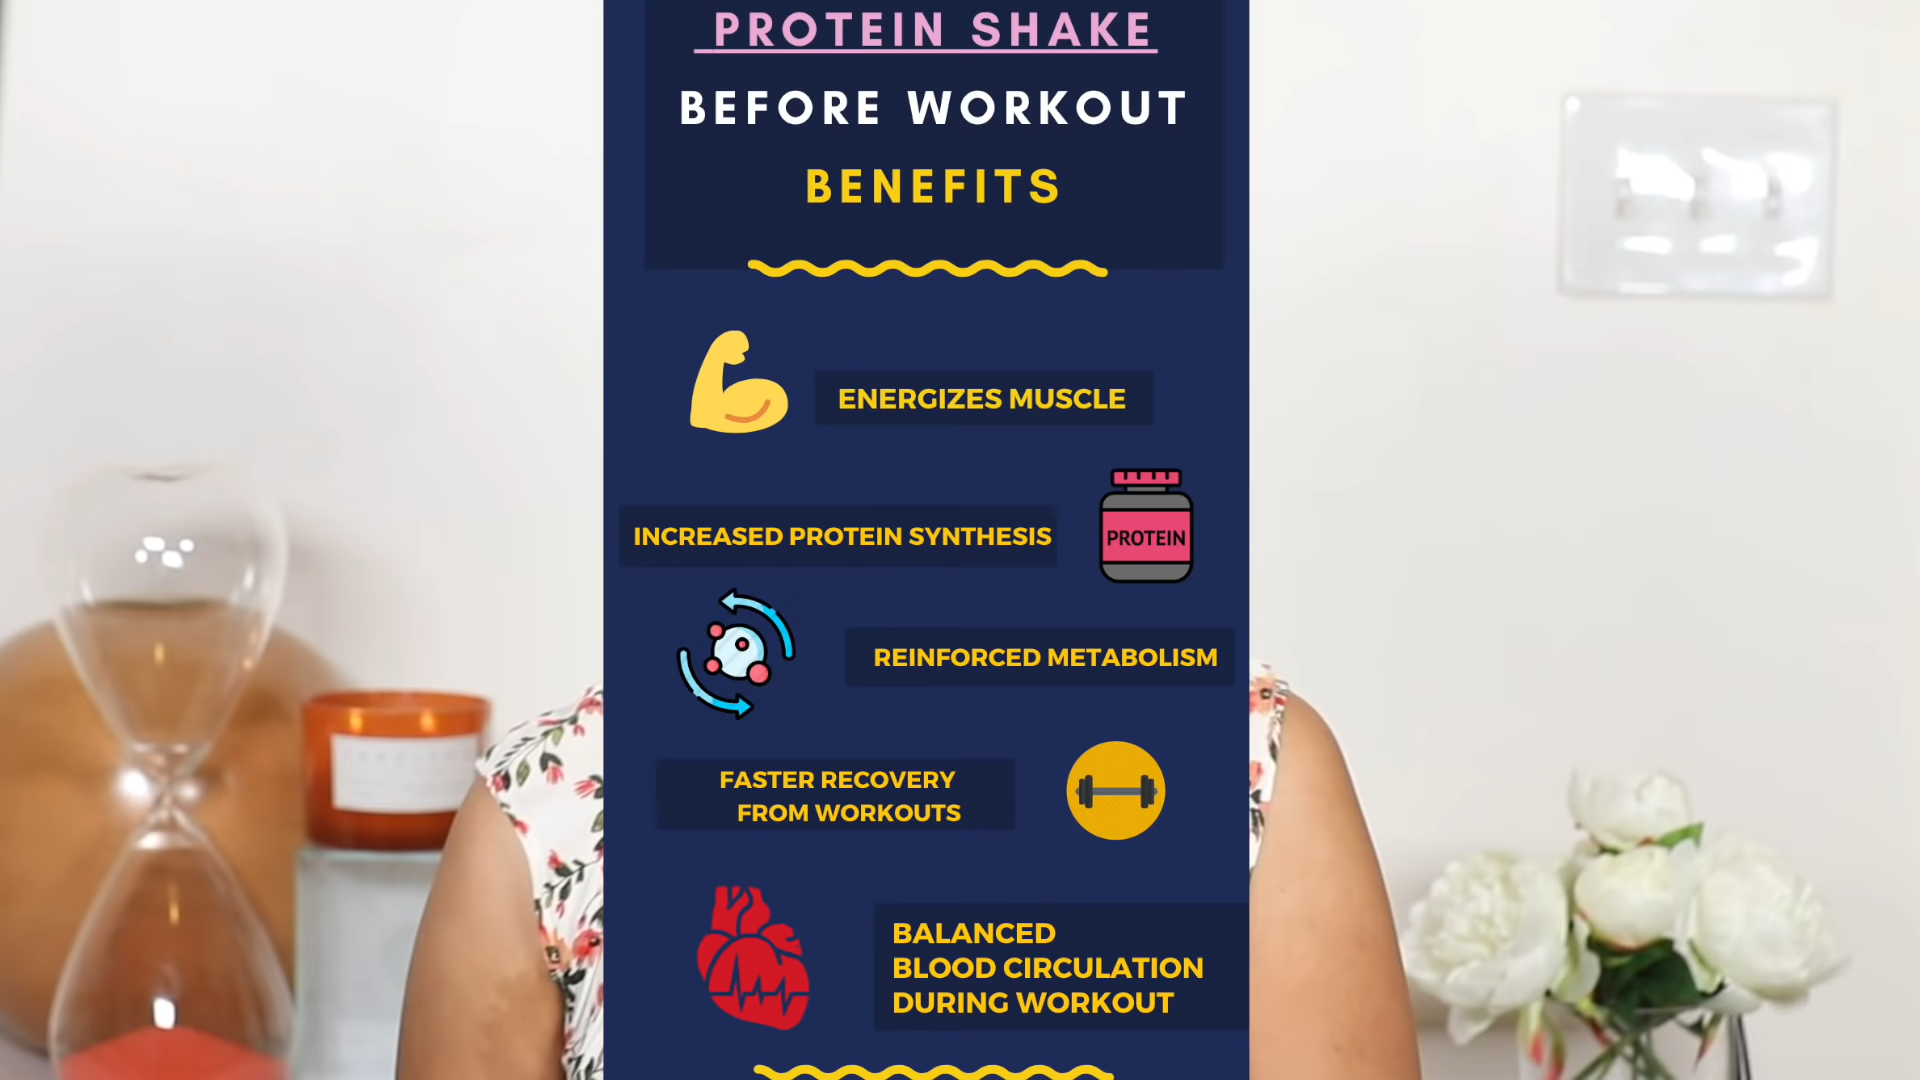 PROTEIN SHAKE
BEFORE WORKOUT
BENEFITS
ENERGIZES MUSCLE
INCREASED PROTEIN SYNTHESIS
PROTEIN
REINFORCED METABOLISM
FASTER RECOVERY
FROM WORKOUTS
BALANCED
BLOOD CIRCULATION
DURING WORKOUT